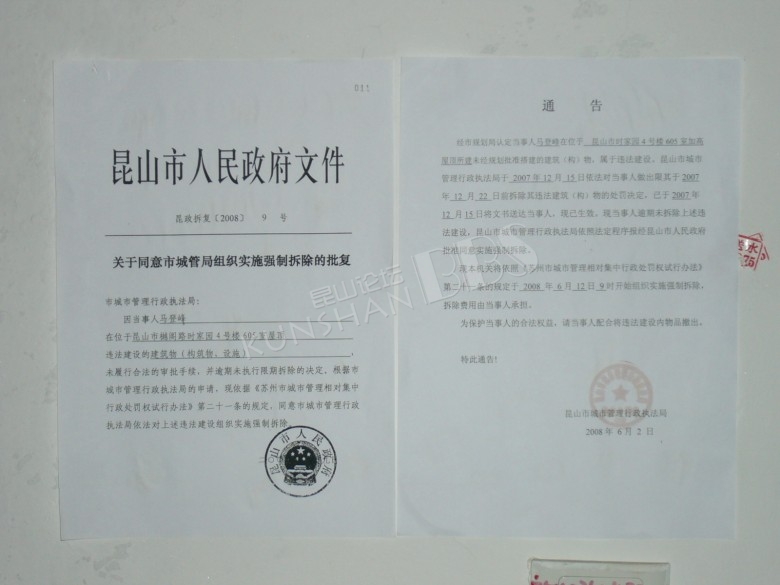 011
昆山市人民政府文件
昆政拆复〔2008〕 9 号
关于同意市城管局组织实施强制拆除的批复
市城市管理行政执法局:
因当事人马登峰
在位于昆山市 时家园4号楼605室屋顶
违法建设的建筑物(构筑物、设施)
未履行合法的审批手续,并逾期未执行限期拆除的决定。根据市
城市管理行政执法局的申请,现依据《苏州市城市管理相对集中
行政处罚权试行办法》第二十一条的规定,同意市城市管理行政
执法局依法对上述违法建设组织实施强制拆除。
昆山市人民政府
通 告
经市规划局认定当事人马登峰在位于 昆山市时家园4号楼605室加高
屋顶所建未经规划批准搭建的建筑(构)物,属于违法建设。昆山市城市
管理行政执法局于 2007年12月15日依法对当事人做出限其于2007
年12月22日前拆除其违法建筑(构)物的处罚决定,已于2007年
12月15日将文书送达当事人,现已生效。现当事人逾期未拆除上述违
法建设,昆山市城市管理行政执法局依照法定程序报经昆山市人民政府
批准同意实施强制拆除。
现本机关将依照《苏州市城市管理相对集中行政处罚权试行办法》
第二十一条的规定于 2008 年 6 月 12 日 9 时开始组织实施强制拆除。
拆除费用由当事人承担。
为保护当事人的合法权益,请当事人配合将违法建设内物品撤出。
特此通告!
昆山市城市管理行政执法局
2008 年 6 月 2 日
昆山论坛
KUNSHAN BBS